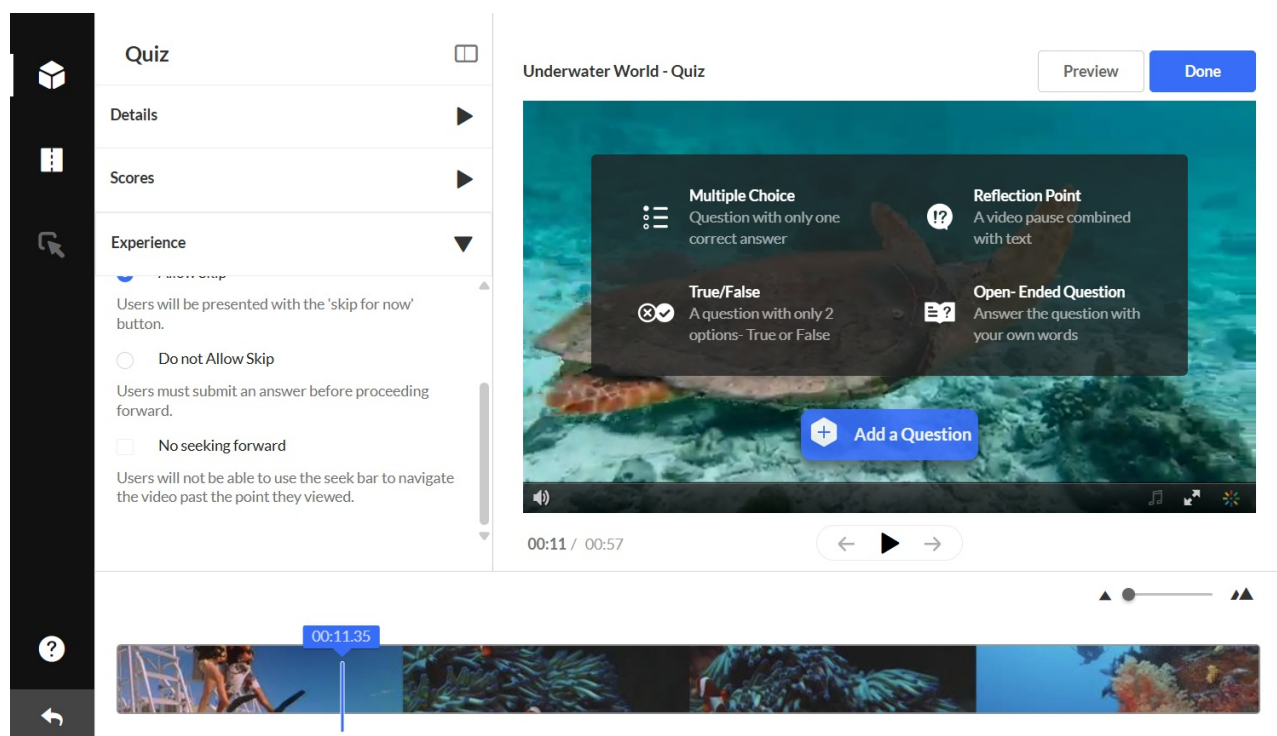 Quiz
Details
Scores
Experience
Allow Skip
Users will be presented with the 'skip for now'
button.
Do not Allow Skip
Users must submit an answer before proceeding
forward.
No seeking forward
Users will not be able to use the seek bar to navigate
the video past the point they viewed.
Underwater World - Quiz
Preview
Done
Multiple Choice
Question with only one
correct answer
Reflection Point
A video pause combined
with text
True/False
A question with only 2
options- True or False
Open- Ended Question
Answer the question with
your own words
Add a Question
00:11 / 00:57
00:11.35